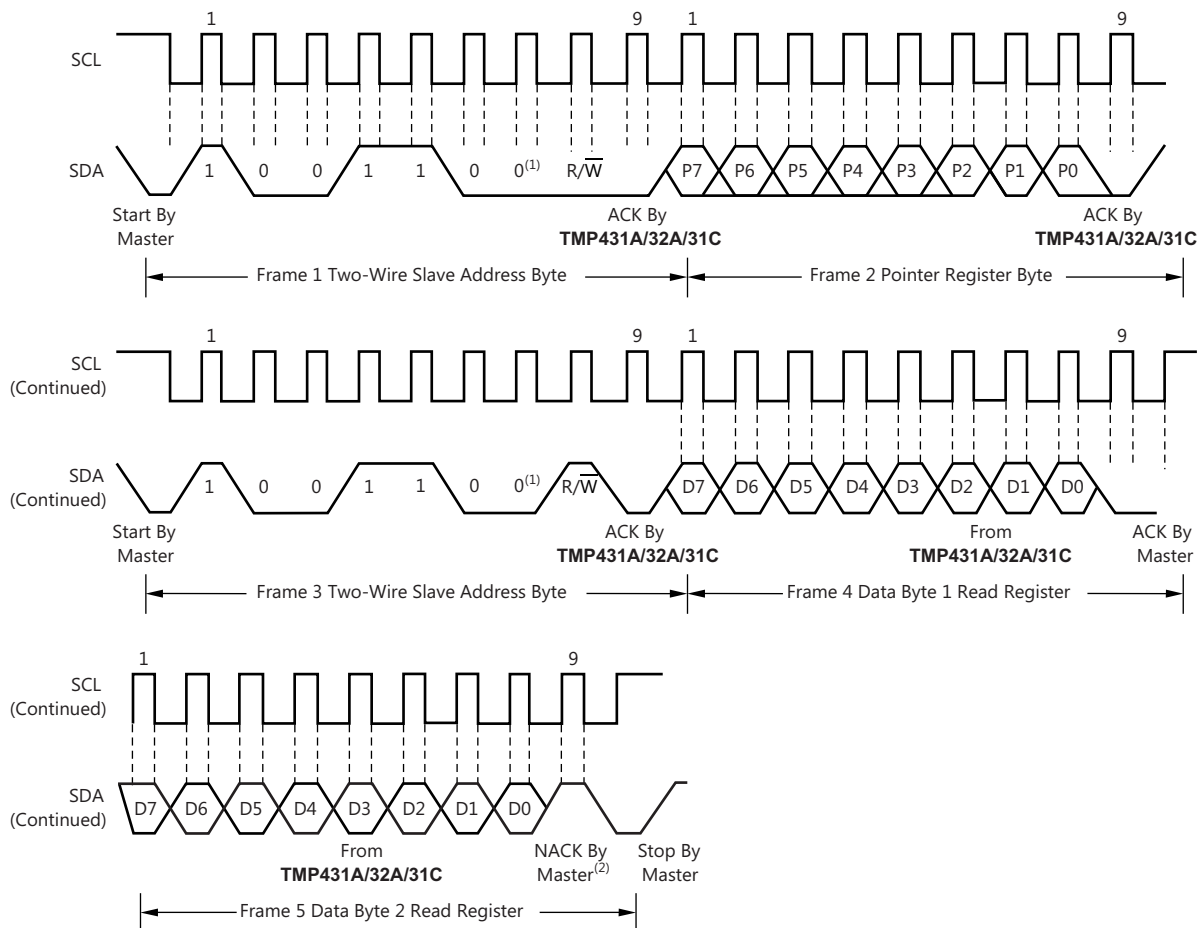 1 9 1 9
SCL
SDA 1 0 0 1 1 0 0(1) R/W̅ P7 P6 P5 P4 P3 P2 P1 P0
Start By
Master
ACK By
TMP431A/32A/31C
ACK By
TMP431A/32A/31C
Frame 1 Two-Wire Slave Address Byte
Frame 2 Pointer Register Byte
1 9 1 9
SCL
(Continued)
SDA
(Continued)
1 0 0 1 1 0 0(1) R/W̅ D7 D6 D5 D4 D3 D2 D1 D0
Start By
Master
ACK By
TMP431A/32A/31C
From
TMP431A/32A/31C
ACK By
Master
Frame 3 Two-Wire Slave Address Byte
Frame 4 Data Byte 1 Read Register
1 9
SCL
(Continued)
SDA
(Continued)
D7 D6 D5 D4 D3 D2 D1 D0
From
TMP431A/32A/31C
NACK By
Master(2)
Stop By
Master
Frame 5 Data Byte 2 Read Register